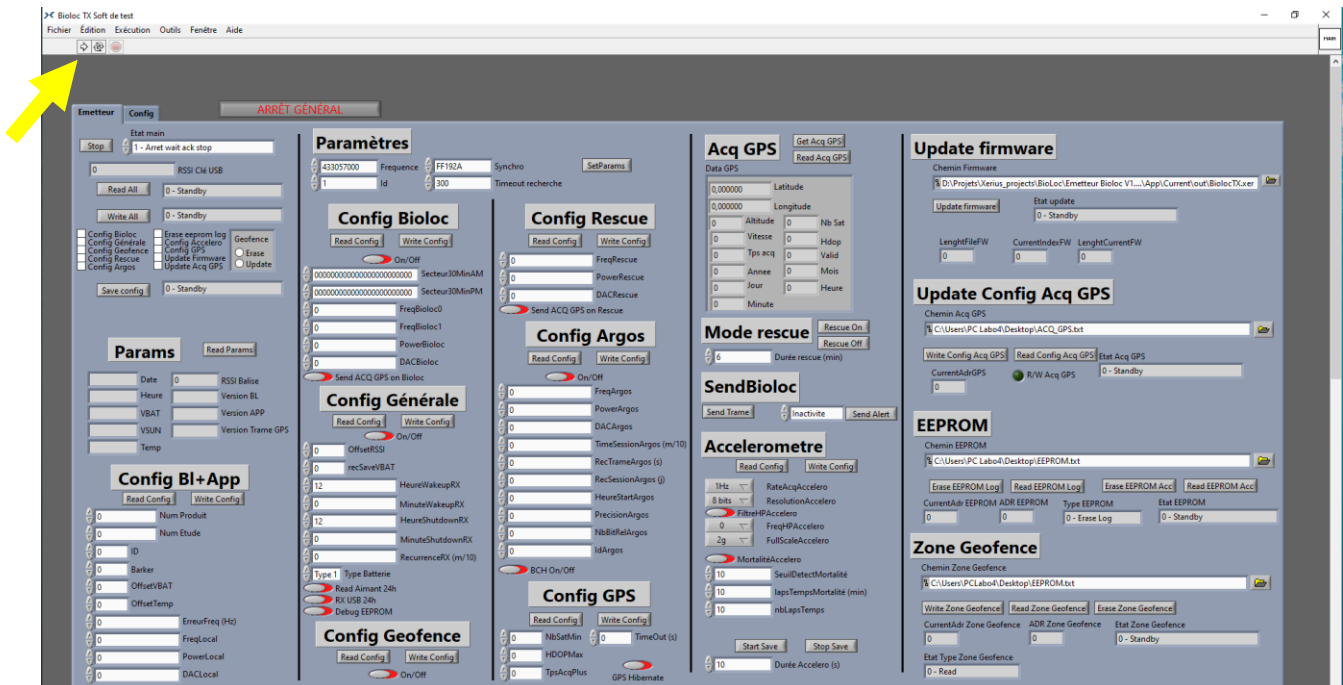 Bioloc TX Soft de test
Fichier Édition Exécution Outils Fenêtre Aide
MAIN
Emetteur Config
ARRÊT GÉNÉRAL
Etat main
Stop 1 - Arret wait ack stop
0 RSSI Clé USB
Read All 0 - Standby
Write All 0 - Standby
Config Bioloc
Config Générale
Config Geofence
Config Rescue
Config Argos
Erase eeprom log
Config Accelero
Config GPS
Update Firmware
Update Acq GPS
Geofence
Erase
Update
Save config 0 - Standby
Params Read Params
Date 0 RSSI Balise
Heure Version BL
VBAT Version APP
VSUN Version Trame GPS
Temp
Config Bl+App
Read Config Write Config
0 Num Produit
0 Num Etude
0 ID
0 Barker
0 OffsetVBAT
0 OffsetTemp
0 ErreurFreq (Hz)
0 FreqLocal
0 PowerLocal
0 DACLocal
Paramètres
433057000 Frequence FF192A Synchro SetParams
1 Id 300 Timeout recherche
Config Bioloc
Read Config Write Config
On/Off
000000000000000000000000 Secteur30MinAM
000000000000000000000000 Secteur30MinPM
0 FreqBioloc0
0 FreqBioloc1
0 PowerBioloc
0 DACBioloc
Send ACQ GPS on Bioloc
Config Générale
Read Config Write Config
On/Off
0 OffsetRSSI
0 recSaveVBAT
12 HeureWakeupRX
0 MinuteWakeupRX
12 HeureShutdownRX
0 MinuteShutdownRX
0 RecurrenceRX (m/10)
Type 1 Type Batterie
Read Aimant 24h
RX USB 24h
Debug EEPROM
Config Geofence
Read Config Write Config
On/Off
Config Rescue
Read Config Write Config
0 FreqRescue
0 PowerRescue
0 DACRescue
Send ACQ GPS on Rescue
Config Argos
Read Config Write Config
On/Off
0 FreqArgos
0 PowerArgos
0 DACArgos
0 TimeSessionArgos (m/10)
0 RecTrameArgos (s)
0 RecSessionArgos (j)
0 HeureStartArgos
0 PrecisionArgos
0 NbBitRelArgos
0 IdArgos
BCH On/Off
Config GPS
Read Config Write Config
0 NbSatMin 0 TimeOut (s)
0 HDOPMax
0 TpsAcqPlus GPS Hibernate
Acq GPS Get Acq GPS
Read Acq GPS
Data GPS
0,000000 Latitude
0,000000 Longitude
0 Altitude 0 Nb Sat
0 Vitesse 0 Hdop
0 Tps acq 0 Valid
0 Annee 0 Mois
0 Jour 0 Heure
0 Minute
Mode rescue Rescue On
Rescue Off
6 Durée rescue (min)
SendBioloc
Send Trame Inactivite Send Alert
Accelerometre
Read Config Write Config
1Hz RateAcqAccelero
8 bits ResolutionAccelero
FiltreHPAccelero
0 FreqHPAccelero
2g FullScaleAccelero
MortalitéAccelero
10 SeuilDetectMortalité
10 lapsTempsMortalité (min)
10 nbLapsTemps
Start Save Stop Save
10 Durée Accelero (s)
Update firmware
Chemin Firmware
D:\Projets\Xerius_projects\BioLoc\Emetteur Bioloc V1....\App\Current\out\BiolocTX.xer
Update firmware Etat update
0 - Standby
LenghtFileFW CurrentIndexFW LenghtCurrentFW
0 0 0
Update Config Acq GPS
Chemin Acq GPS
C:\Users\PC Labo4\Desktop\ACQ_GPS.txt
Write Config Acq GPS Read Config Acq GPS Etat Acq GPS
CurrentAdrGPS R/W Acq GPS 0 - Standby
0
EEPROM
Chemin EEPROM
C:\Users\PC Labo4\Desktop\EEPROM.txt
Erase EEPROM Log Read EEPROM Log Erase EEPROM Acc Read EEPROM Acc
CurrentAdr EEPROM ADR EEPROM Type EEPROM Etat EEPROM
0 0 0 - Erase Log 0 - Standby
Zone Geofence
Chemin Zone Geofence
C:\Users\PCLabo4\Desktop\EEPROM.txt
Write Zone Geofence Read Zone Geofence Erase Zone Geofence
CurrentAdr Zone Geofence ADR Zone Geofence Etat Zone Geofence
0 0 0 - Standby
Etat Type Zone Geofence
0 - Read